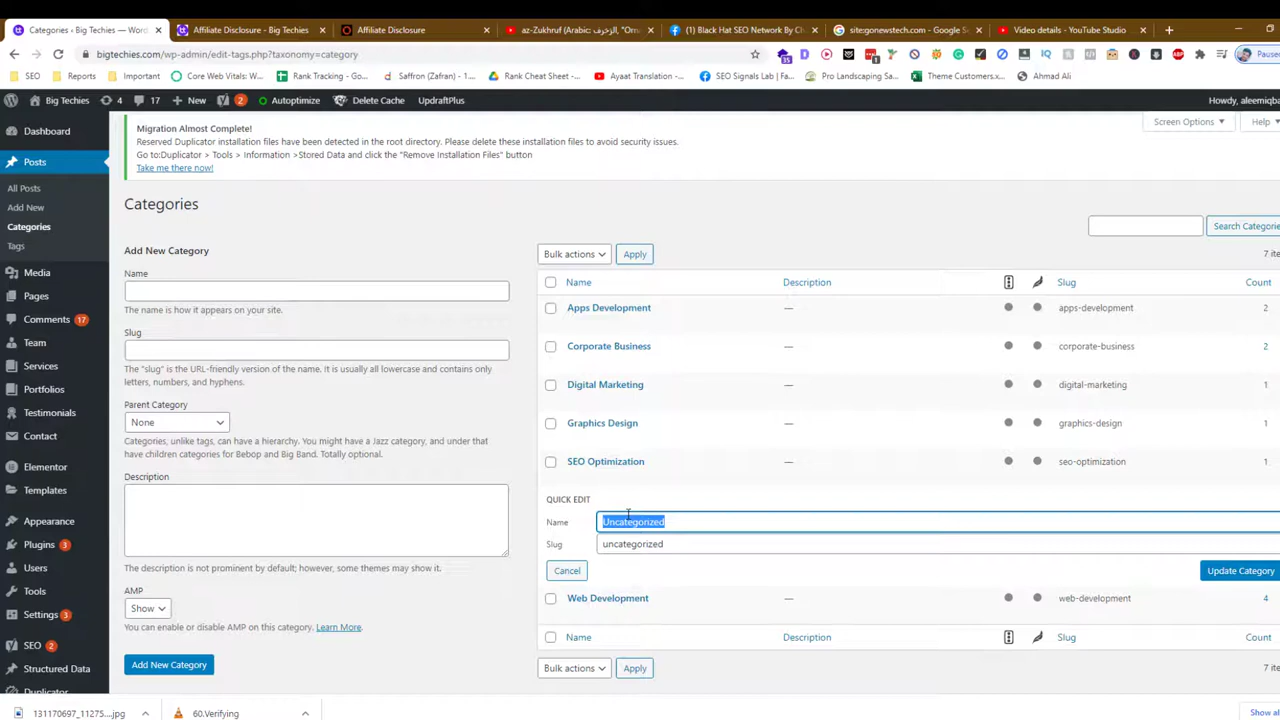 Categories ‹ Big Techies — Wor
Affiliate Disclosure - Big Techies
Affiliate Disclosure
az-Zukhruf (Arabic: الزخرف, "Orn
(1) Black Hat SEO Network By Ch
site:gonewstech.com - Google S
Video details - YouTube Studio
bigtechies.com/wp-admin/edit-tags.php?taxonomy=category
Paused
SEO
Reports
Important
Core Web Vitals: W...
Rank Tracking - Go...
Saffron (Zafran) - 1...
Rank Cheat Sheet -...
Ayaat Translation -...
SEO Signals Lab | Fa...
Pro Landscaping Sa...
Theme Customers.x...
Ahmad Ali
Big Techies
4
17
New
2
Autoptimize
Delete Cache
UpdraftPlus
Howdy, aleemiqba
Screen Options
Help
Migration Almost Complete!
Reserved Duplicator installation files have been detected in the root directory. Please delete these installation files to avoid security issues.
Go to:Duplicator > Tools > Information >Stored Data and click the "Remove Installation Files" button
Take me there now!
Dashboard
Posts
All Posts
Add New
Categories
Tags
Media
Pages
Comments 17
Team
Services
Portfolios
Testimonials
Contact
Elementor
Templates
Appearance
Plugins 3
Users
Tools
Settings 3
SEO 2
Structured Data
Duplicator
Categories
Search Categorie
Add New Category
Name
The name is how it appears on your site.
Slug
The "slug" is the URL-friendly version of the name. It is usually all lowercase and contains only
letters, numbers, and hyphens.
Parent Category
None
Categories, unlike tags, can have a hierarchy. You might have a Jazz category, and under that
have children categories for Bebop and Big Band. Totally optional.
Description
The description is not prominent by default; however, some themes may show it.
AMP
Show
You can enable or disable AMP on this category. Learn More.
Add New Category
Bulk actions
Apply
7 ite
Name Description Slug Count
Apps Development — apps-development 2
Corporate Business — corporate-business 2
Digital Marketing — digital-marketing 1
Graphics Design — graphics-design 1
SEO Optimization — seo-optimization 1
QUICK EDIT
Name Uncategorized
Slug uncategorized
Cancel
Update Category
Web Development — web-development 4
Name Description Slug Count
Bulk actions
Apply
7 ite
131170697_11275....jpg
60.Verifying
Show al